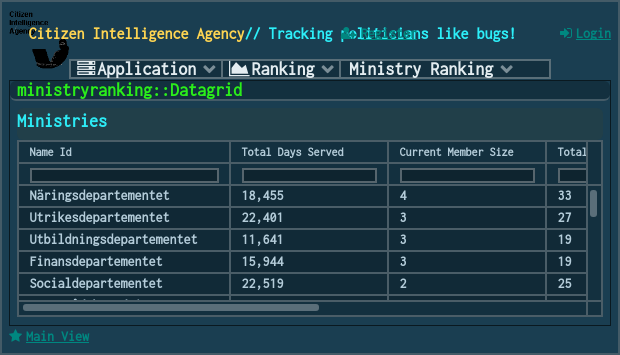 Citizen
Intelligence
Agency
Citizen Intelligence Agency// Tracking politicians like bugs!
Login
Application
Ranking
Ministry Ranking
ministryranking::Datagrid
Ministries
Name Id Total Days Served Current Member Size Total
Näringsdepartementet 18,455 4 33
Utrikesdepartementet 22,401 3 27
Utbildningsdepartementet 11,641 3 19
Finansdepartementet 15,944 3 19
Socialdepartementet 22,519 2 25
Main View